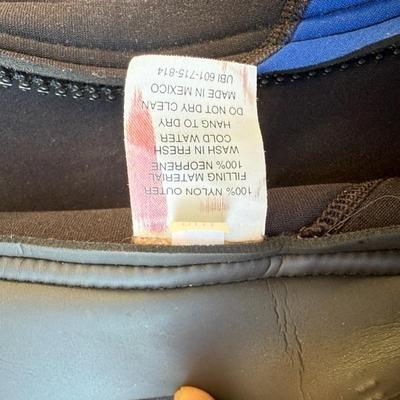 100% NYLON OUTER
FILLING MATERIAL
100% NEOPRENE
WASH IN FRESH
COLD WATER
HANG TO DRY
DO NOT DRY CLEAN
MADE IN MEXICO
UBI 601-715-814